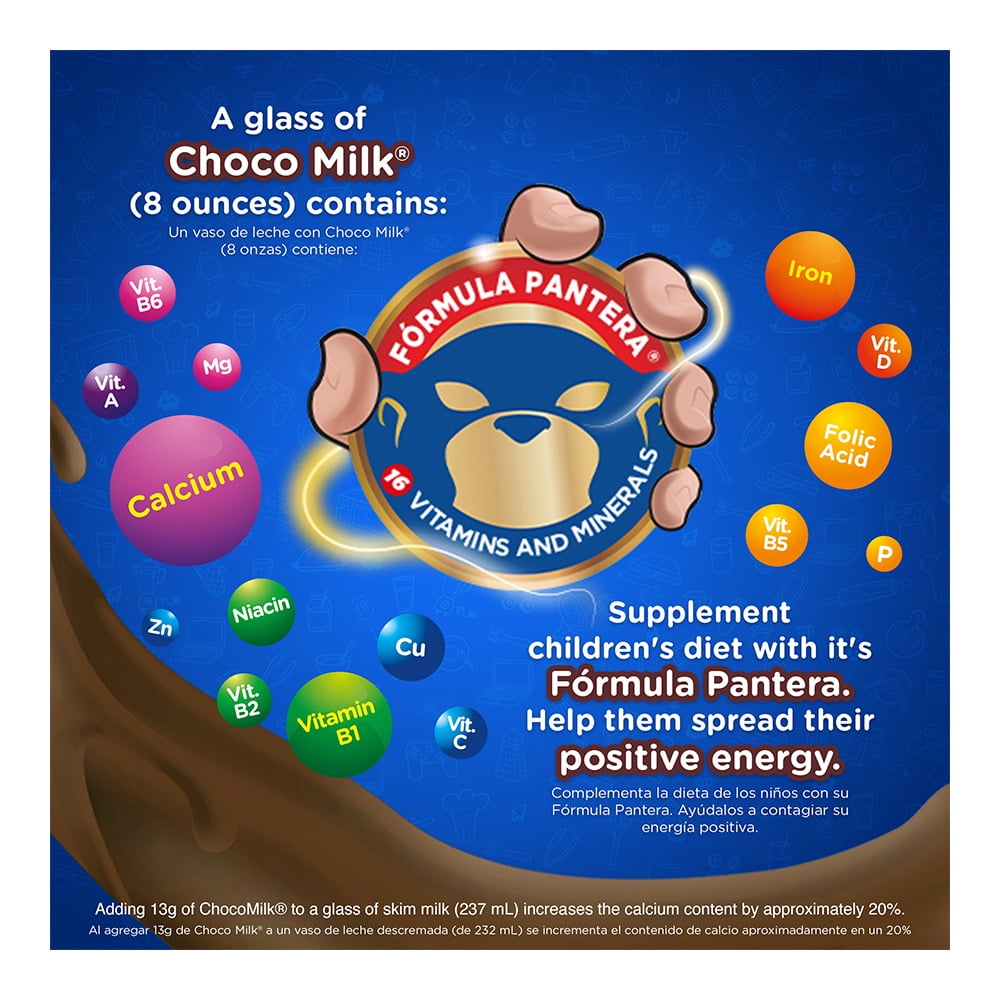 A glass of
Choco Milk®
(8 ounces) contains:
Un vaso de leche con Choco Milk®
(8 onzas) contiene:
Vit.
B6
Mg
Vit.
A
Calcium
Zn
Niacin
Vit.
B2
Vitamin
B1
Cu
Vit.
C
FÓRMULA PANTERA®
16 VITAMINS AND MINERALS
Iron
Vit.
D
Folic
Acid
Vit.
B5
P
Supplement
children's diet with it's
Fórmula Pantera.
Help them spread their
positive energy.
Complementa la dieta de los niños con su
Fórmula Pantera. Ayúdalos a contagiar su
energía positiva.
Adding 13g of ChocoMilk® to a glass of skim milk (237 mL) increases the calcium content by approximately 20%.
Al agregar 13g de Choco Milk® a un vaso de leche descremada (de 232 mL) se incrementa el contenido de calcio aproximadamente en un 20%